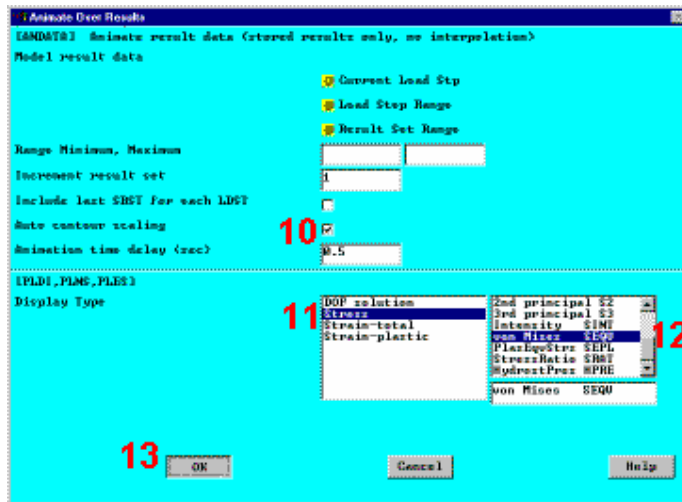 Animate Over Results
[ANDATA] Animate result data (stored results only, no interpolation)
Model result data
Current Load Stp
Load Step Range
Result Set Range
Range Minimum, Maximum
Increment result set
1
Include last SBST for each LDST
Auto contour scaling
10
Animation time delay (sec)
0.5
[PLDI,PLNS,PLES]
Display Type
11
DOF solution
Stress
Strain-total
Strain-plastic
2nd principal S2
3rd principal S3
Intensity SINT
von Mises SEQV
PlasEqvStrs SEPL
StressRatio SRAT
HydrostPres HPRE
12
von Mises SEQV
13
OK
Cancel
Help